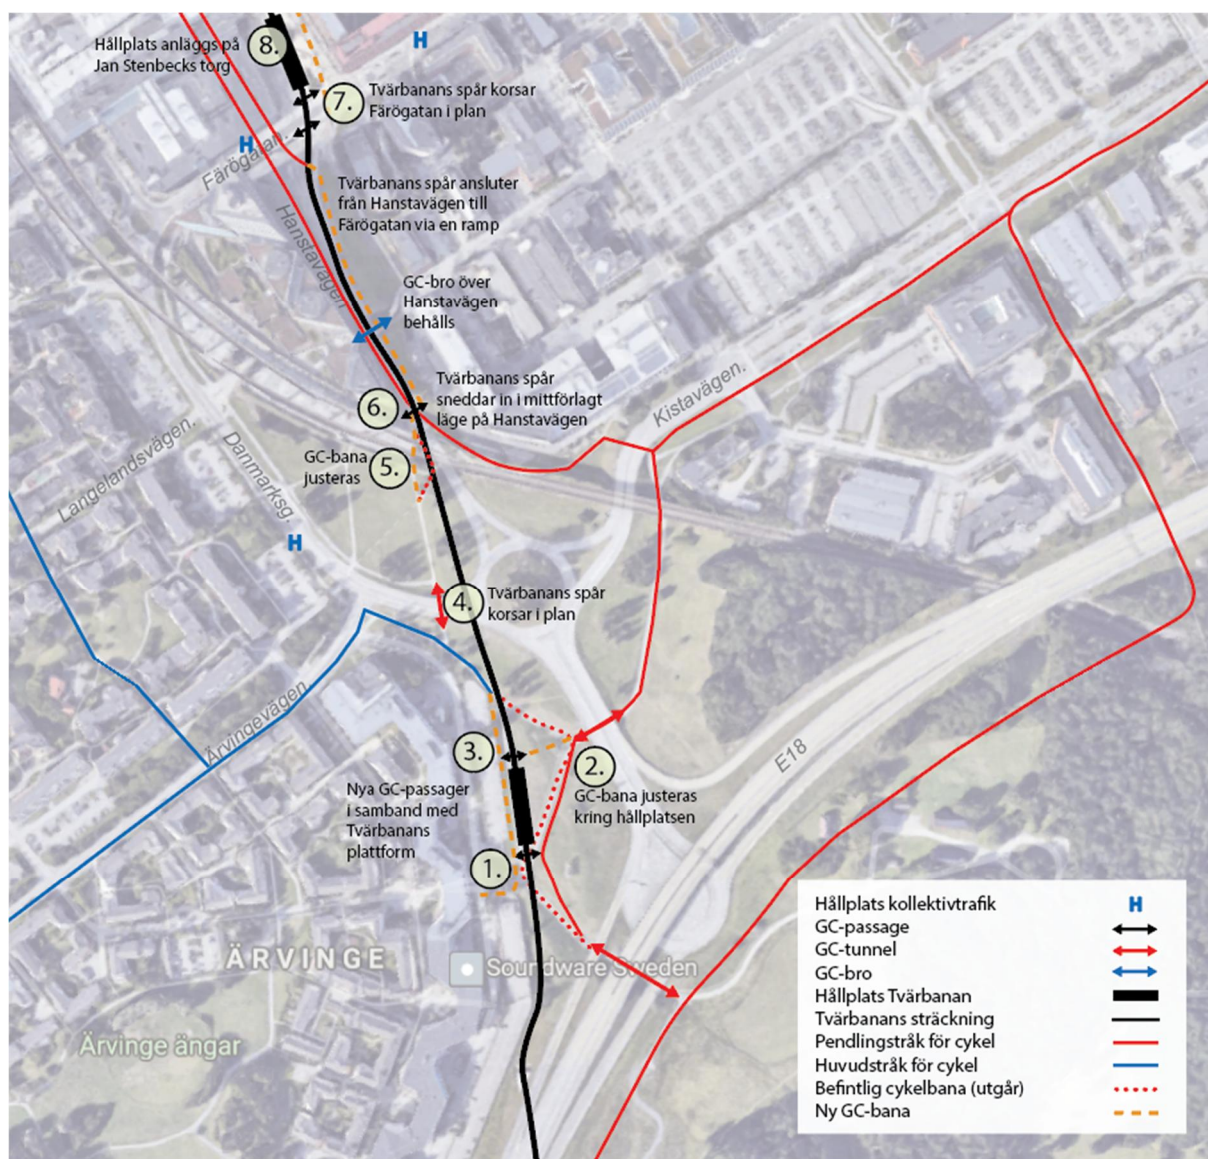 Hållplats anläggs på
Jan Stenbecks torg
8.
H
7.
Tvärbanans spår korsar
Färögatan i plan
H
Färögatan.
Tvärbanans spår ansluter
från Hanstavägen till
Färögatan via en ramp
Hanstavägen
GC-bro över
Hanstavägen
behålls
Tvärbanans spår
sneddar in i mittförlagt
läge på Hanstavägen
6.
Kistavägen.
GC-bana
justeras
5.
Langelandsvägen.
Danmarksg.
H
4.
Tvärbanans spår
korsar i plan
Ärvingevägen
E18
3.
2.
GC-bana justeras
kring hållplatsen
Nya GC-passager
i samband med
Tvärbanans
plattform
1.
ÄRVINGE
Soundware Sweden
Ärvinge ängar
Hållplats kollektivtrafik H
GC-passage
GC-tunnel
GC-bro
Hållplats Tvärbanan
Tvärbanans sträckning
Pendlingstråk för cykel
Huvudstråk för cykel
Befintlig cykelbana (utgår)
Ny GC-bana